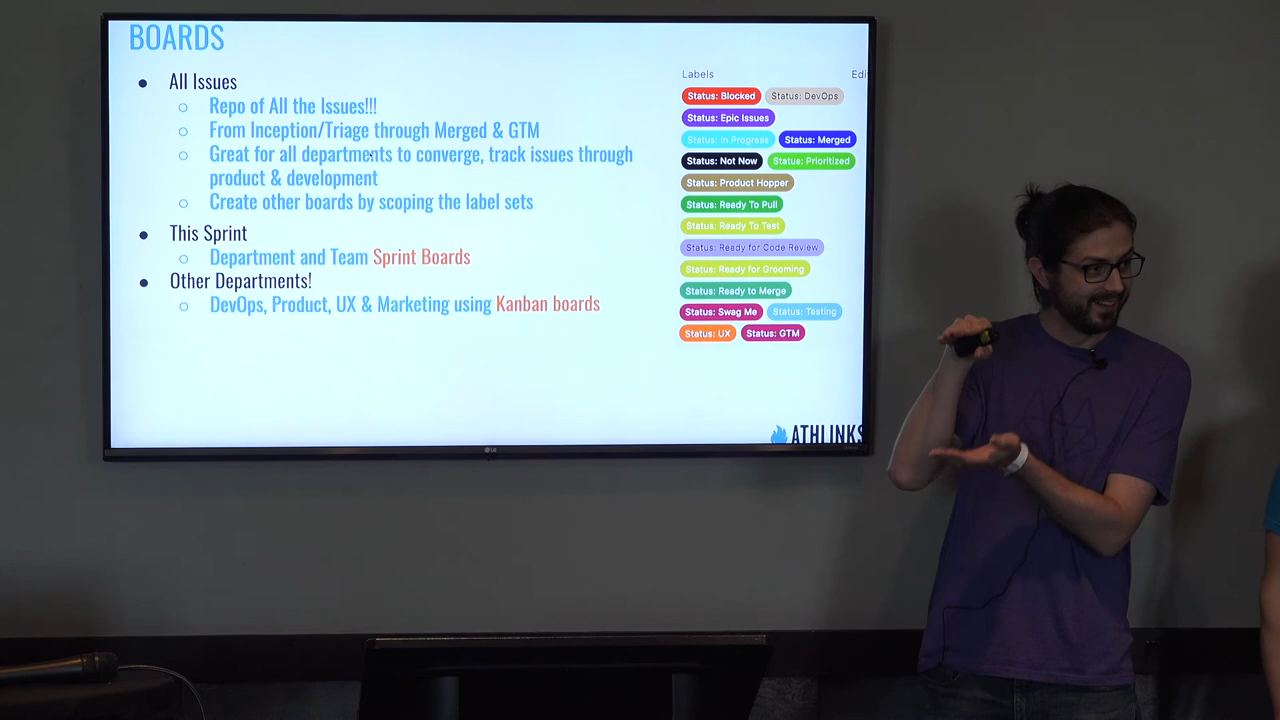 BOARDS
● All Issues
○ Repo of All the Issues!!!
○ From Inception/Triage through Merged & GTM
○ Great for all departments to converge, track issues through
product & development
○ Create other boards by scoping the label sets
● This Sprint
○ Department and Team Sprint Boards
● Other Departments!
○ DevOps, Product, UX & Marketing using Kanban boards
Labels Edi
Status: Blocked Status: DevOps
Status: Epic Issues
Status: In Progress Status: Merged
Status: Not Now Status: Prioritized
Status: Product Hopper
Status: Ready To Pull
Status: Ready To Test
Status: Ready for Code Review
Status: Ready for Grooming
Status: Ready to Merge
Status: Swag Me Status: Testing
Status: UX Status: GTM
ATHLINKS
LG